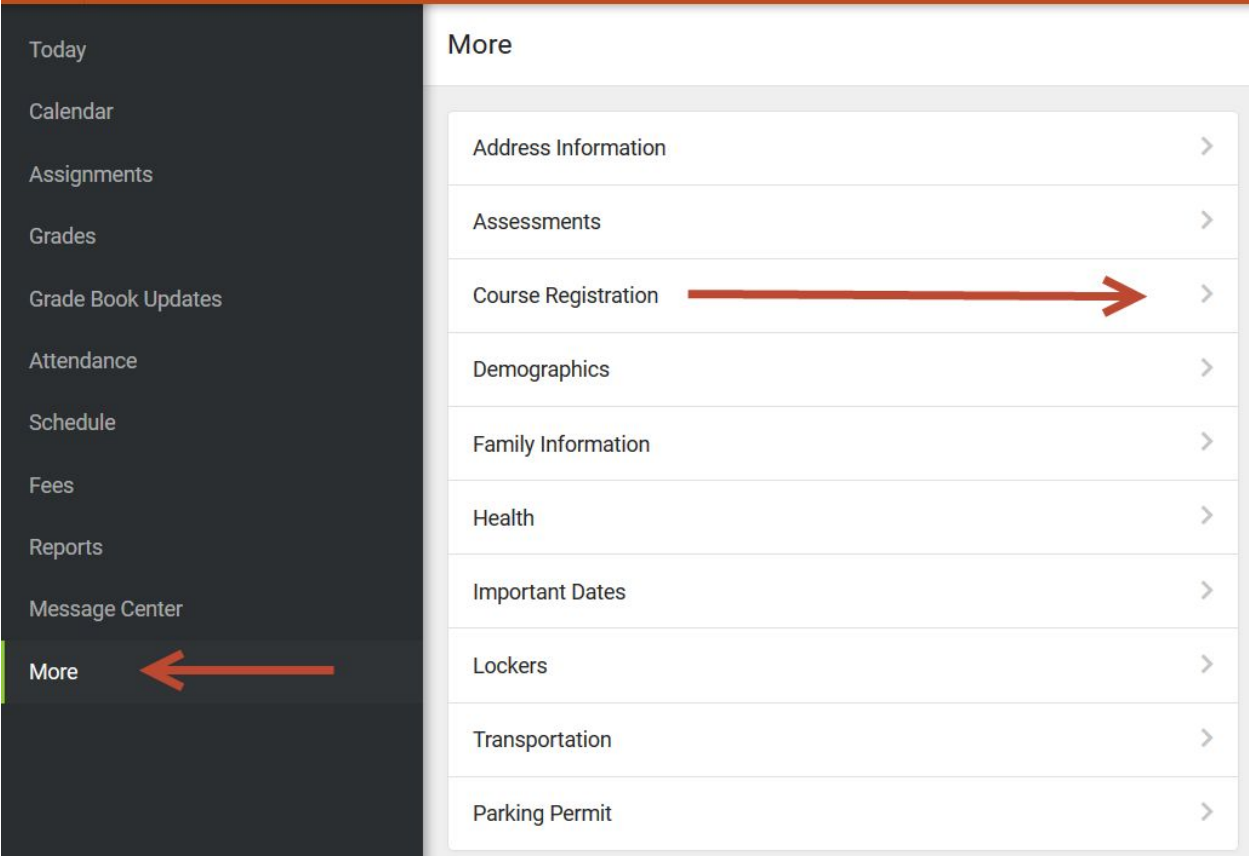 Today
Calendar
Assignments
Grades
Grade Book Updates
Attendance
Schedule
Fees
Reports
Message Center
More
More
Address Information
Assessments
Course Registration
Demographics
Family Information
Health
Important Dates
Lockers
Transportation
Parking Permit